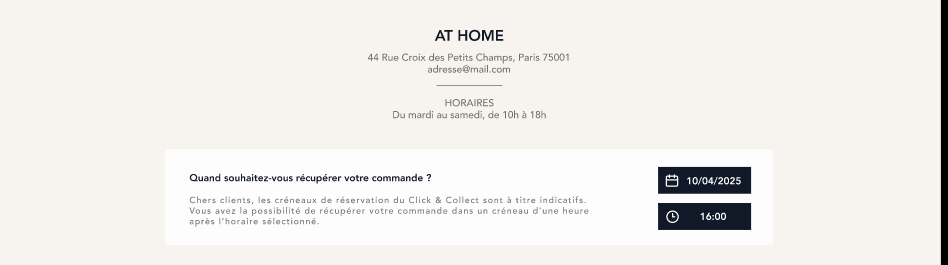 AT HOME
44 Rue Croix des Petits Champs, Paris 75001
adresse@mail.com
HORAIRES
Du mardi au samedi, de 10h à 18h
Quand souhaitez-vous récupérer votre commande ?
Chers clients, les créneaux de réservation du Click & Collect sont à titre indicatifs.
Vous avez la possibilité de récupérer votre commande dans un créneau d'une heure
après l'horaire sélectionné.
10/04/2025
16:00